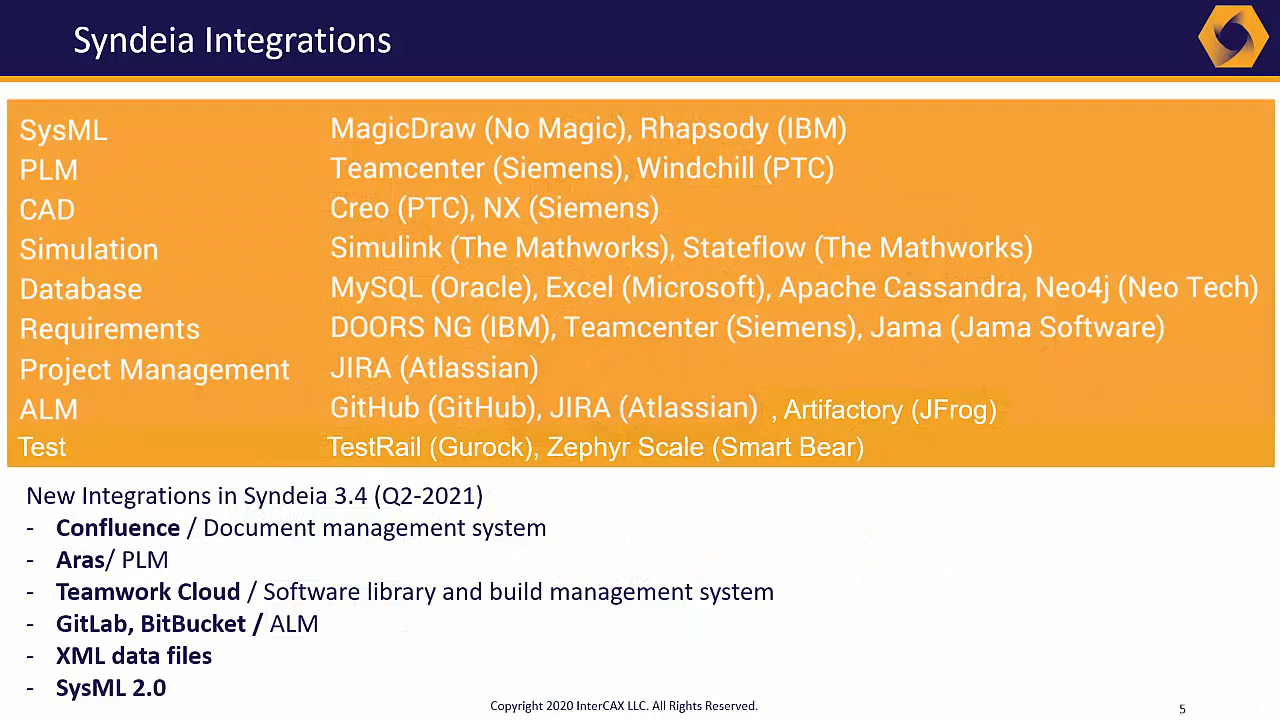 Syndeia Integrations
SysML MagicDraw (No Magic), Rhapsody (IBM)
PLM Teamcenter (Siemens), Windchill (PTC)
CAD Creo (PTC), NX (Siemens)
Simulation Simulink (The Mathworks), Stateflow (The Mathworks)
Database MySQL (Oracle), Excel (Microsoft), Apache Cassandra, Neo4j (Neo Tech)
Requirements DOORS NG (IBM), Teamcenter (Siemens), Jama (Jama Software)
Project Management JIRA (Atlassian)
ALM GitHub (GitHub), JIRA (Atlassian) , Artifactory (JFrog)
Test TestRail (Gurock), Zephyr Scale (Smart Bear)
New Integrations in Syndeia 3.4 (Q2-2021)
- Confluence / Document management system
- Aras/ PLM
- Teamwork Cloud / Software library and build management system
- GitLab, BitBucket / ALM
- XML data files
- SysML 2.0
Copyright 2020 InterCAX LLC. All Rights Reserved.
5